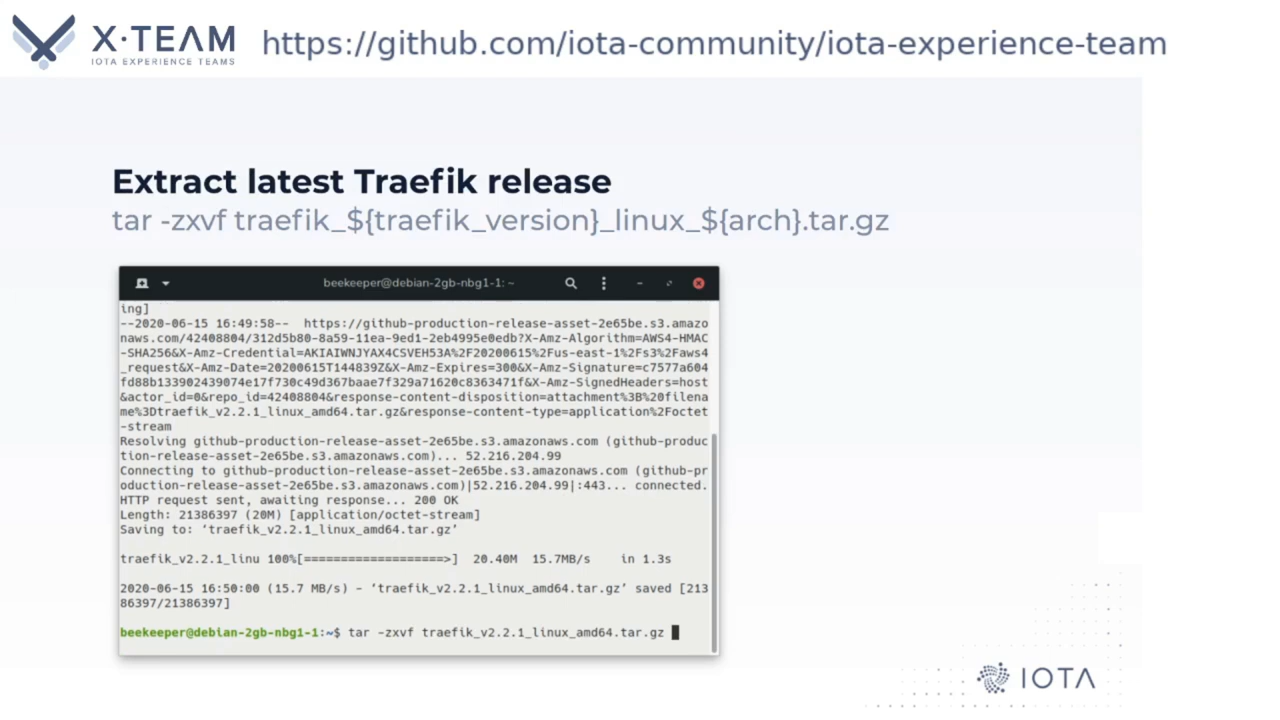 X·TEAM
IOTA EXPERIENCE TEAMS
https://github.com/iota-community/iota-experience-team
Extract latest Traefik release
tar -zxvf traefik_${traefik_version}_linux_${arch}.tar.gz
beekeeper@debian-2gb-nbg1-1: ~
ing]
--2020-06-15 16:49:58--  https://github-production-release-asset-2e65be.s3.amazo
naws.com/42408804/312d5b80-8a59-11ea-9ed1-2eb4995e0edb?X-Amz-Algorithm=AWS4-HMAC
-SHA256&X-Amz-Credential=AKIAIWNJYAX4CSVEH53A%2F20200615%2Fus-east-1%2Fs3%2Faws4
_request&X-Amz-Date=20200615T144839Z&X-Amz-Expires=300&X-Amz-Signature=c7577a604
fd88b133902439074e17f730c49d367baae7f329a71620c8363471f&X-Amz-SignedHeaders=host
&actor_id=0&repo_id=42408804&response-content-disposition=attachment%3B%20filena
me%3Dtraefik_v2.2.1_linux_amd64.tar.gz&response-content-type=application%2Foctet
-stream
Resolving github-production-release-asset-2e65be.s3.amazonaws.com (github-produc
tion-release-asset-2e65be.s3.amazonaws.com)... 52.216.204.99
Connecting to github-production-release-asset-2e65be.s3.amazonaws.com (github-pr
oduction-release-asset-2e65be.s3.amazonaws.com)|52.216.204.99|:443... connected.
HTTP request sent, awaiting response... 200 OK
Length: 21386397 (20M) [application/octet-stream]
Saving to: ‘traefik_v2.2.1_linux_amd64.tar.gz’
traefik_v2.2.1_linu 100%[===================>]  20.40M  15.7MB/s    in 1.3s
2020-06-15 16:50:00 (15.7 MB/s) - ‘traefik_v2.2.1_linux_amd64.tar.gz’ saved [213
86397/21386397]
beekeeper@debian-2gb-nbg1-1:~$ tar -zxvf traefik_v2.2.1_linux_amd64.tar.gz
IOTA